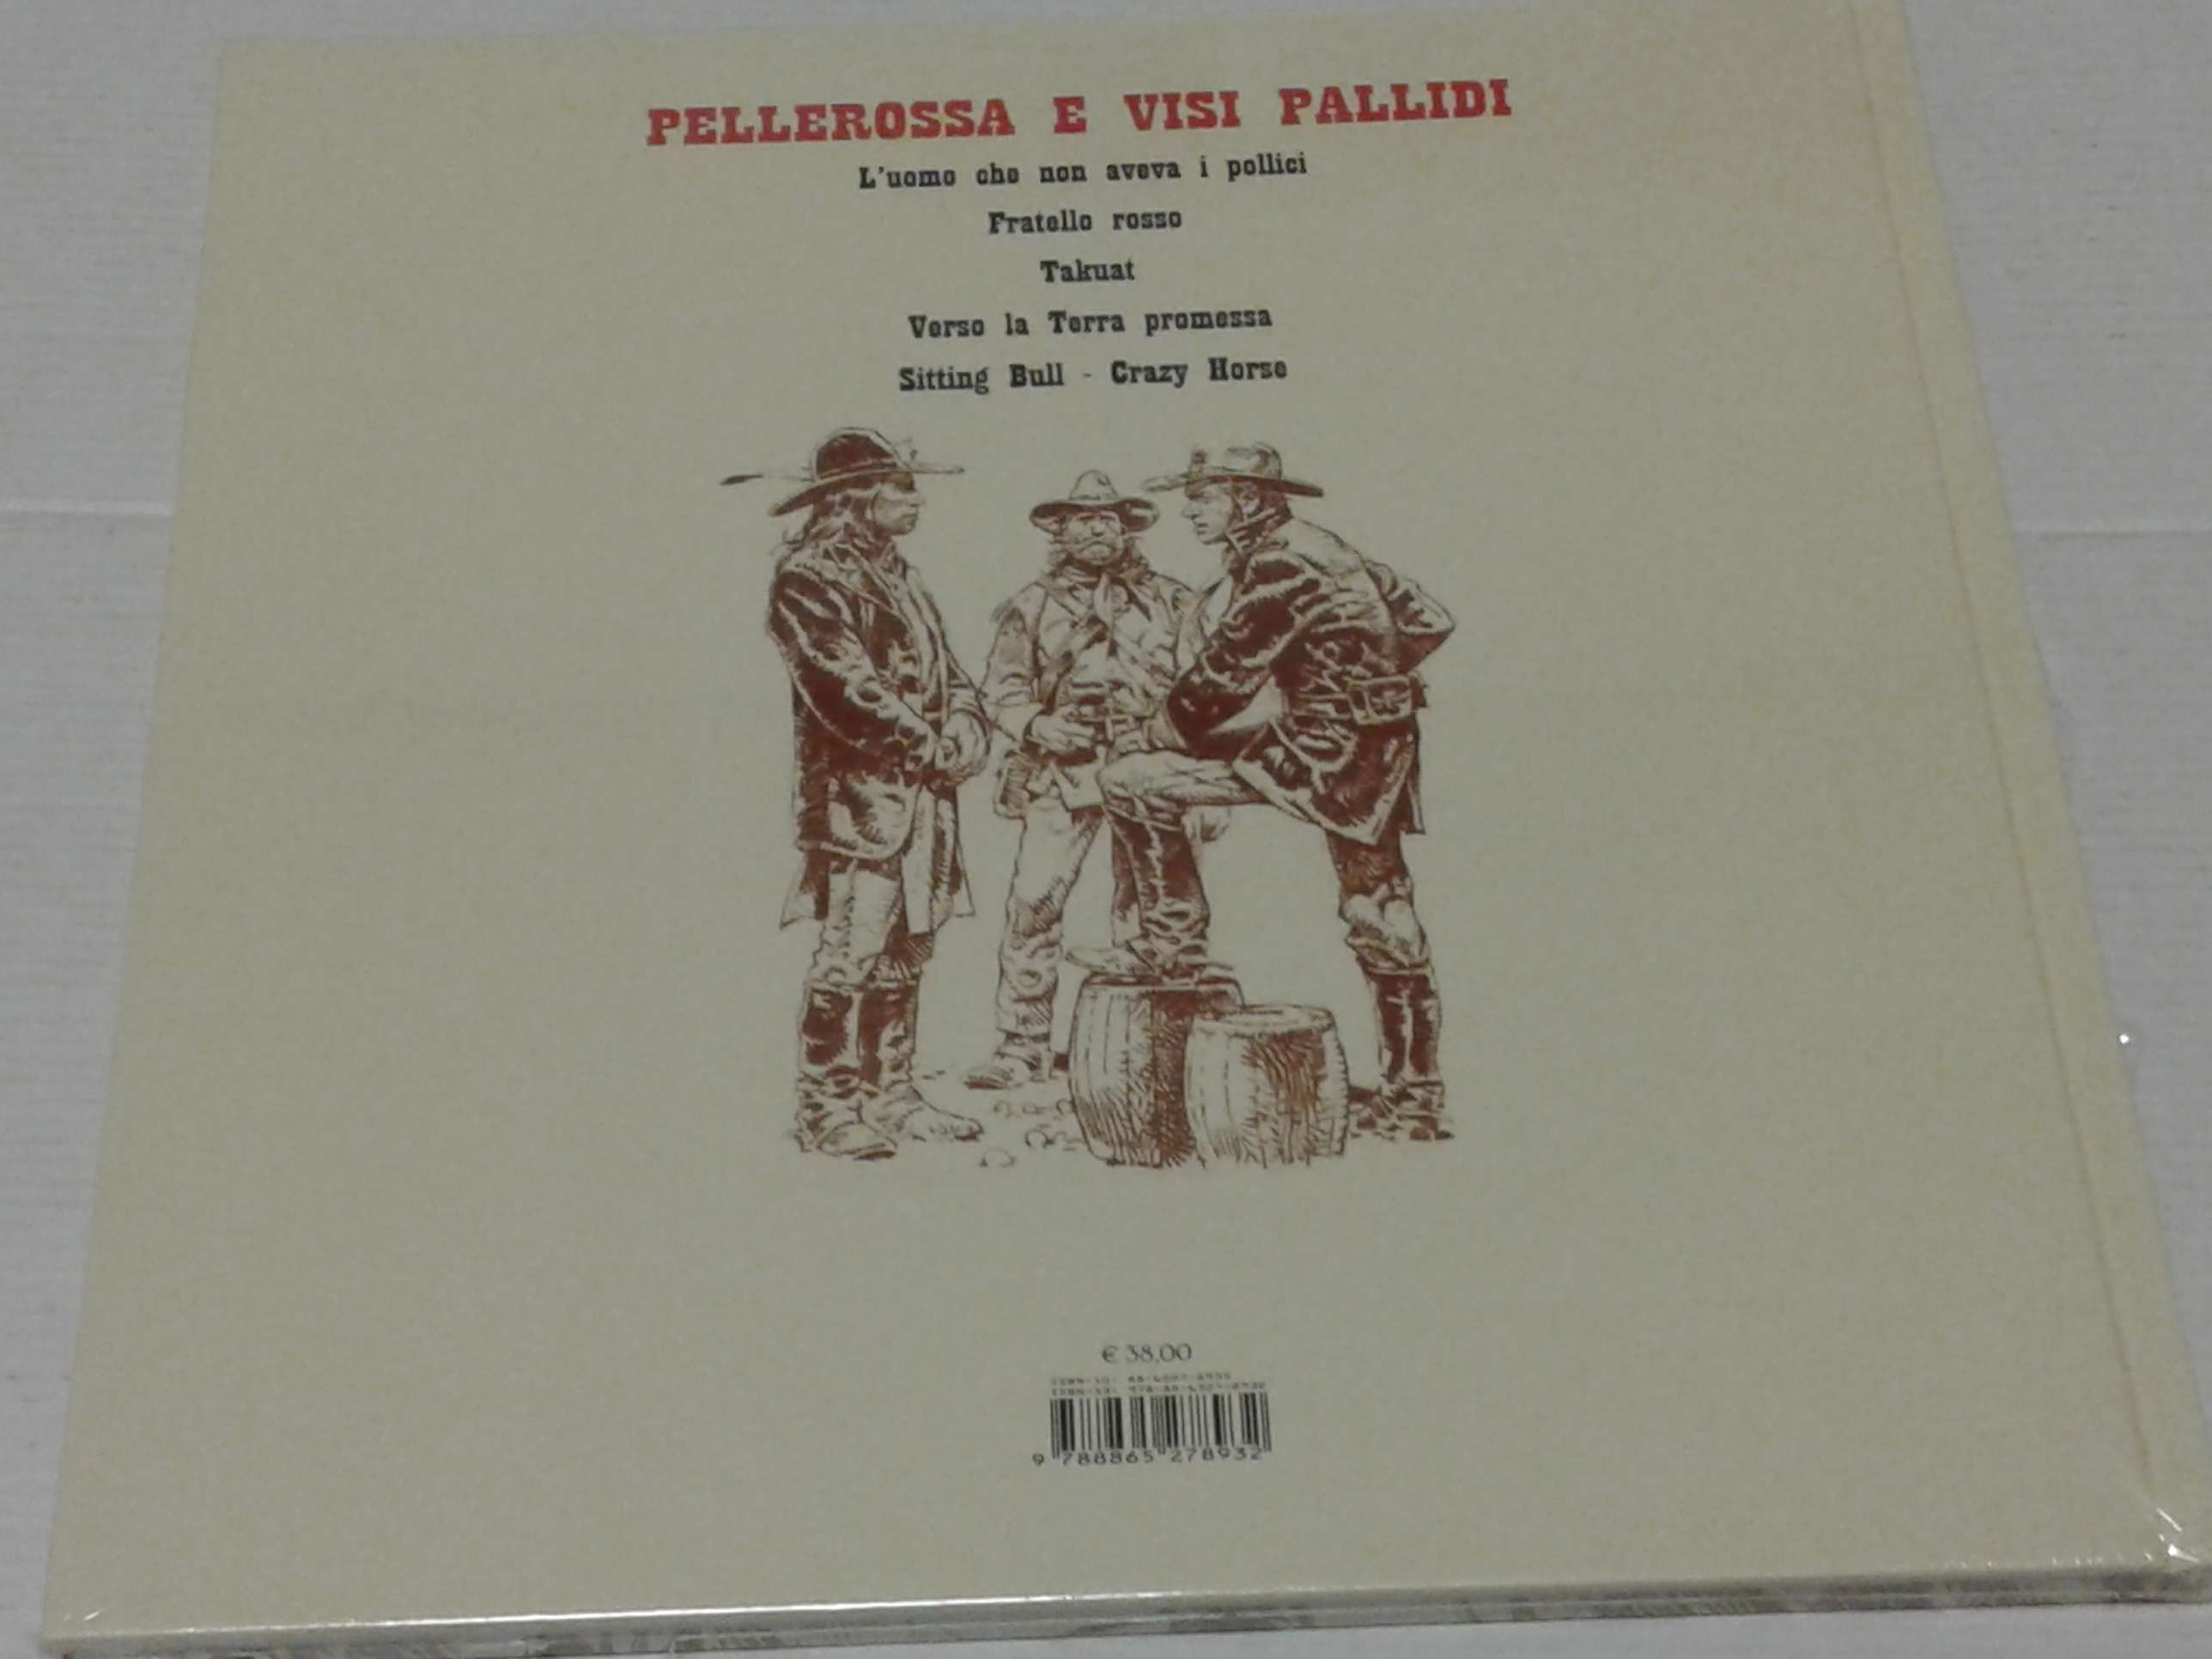 PELLEROSSA E VISI PALLIDI
L'uomo che non aveva i pollici
Fratello rosso
Takuat
Verso la Terra promessa
Sitting Bull - Crazy Horse
€ 38,00
9 788865 278932